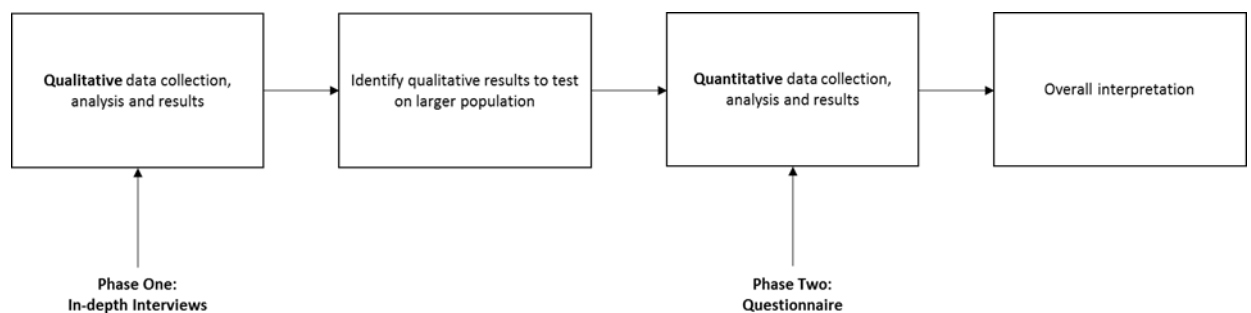 Qualitative data collection,
analysis and results
Identify qualitative results to test
on larger population
Quantitative data collection,
analysis and results
Overall interpretation
Phase One:
In-depth Interviews
Phase Two:
Questionnaire